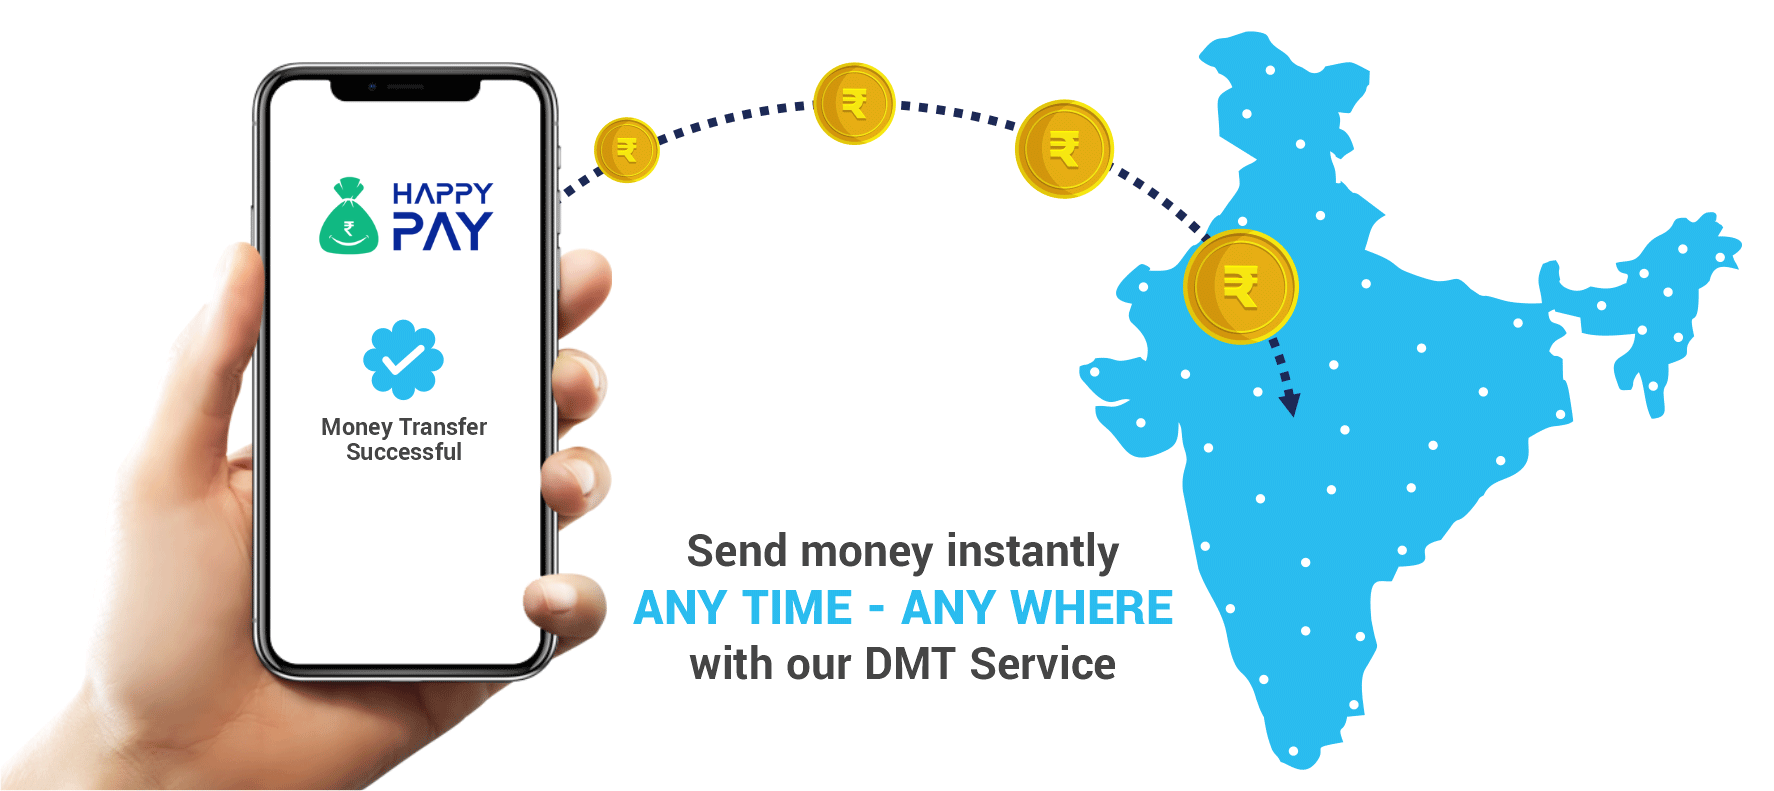 HAPPY
PAY
₹
Money Transfer
Successful
₹
₹
₹
₹
Send money instantly
ANY TIME - ANY WHERE
with our DMT Service